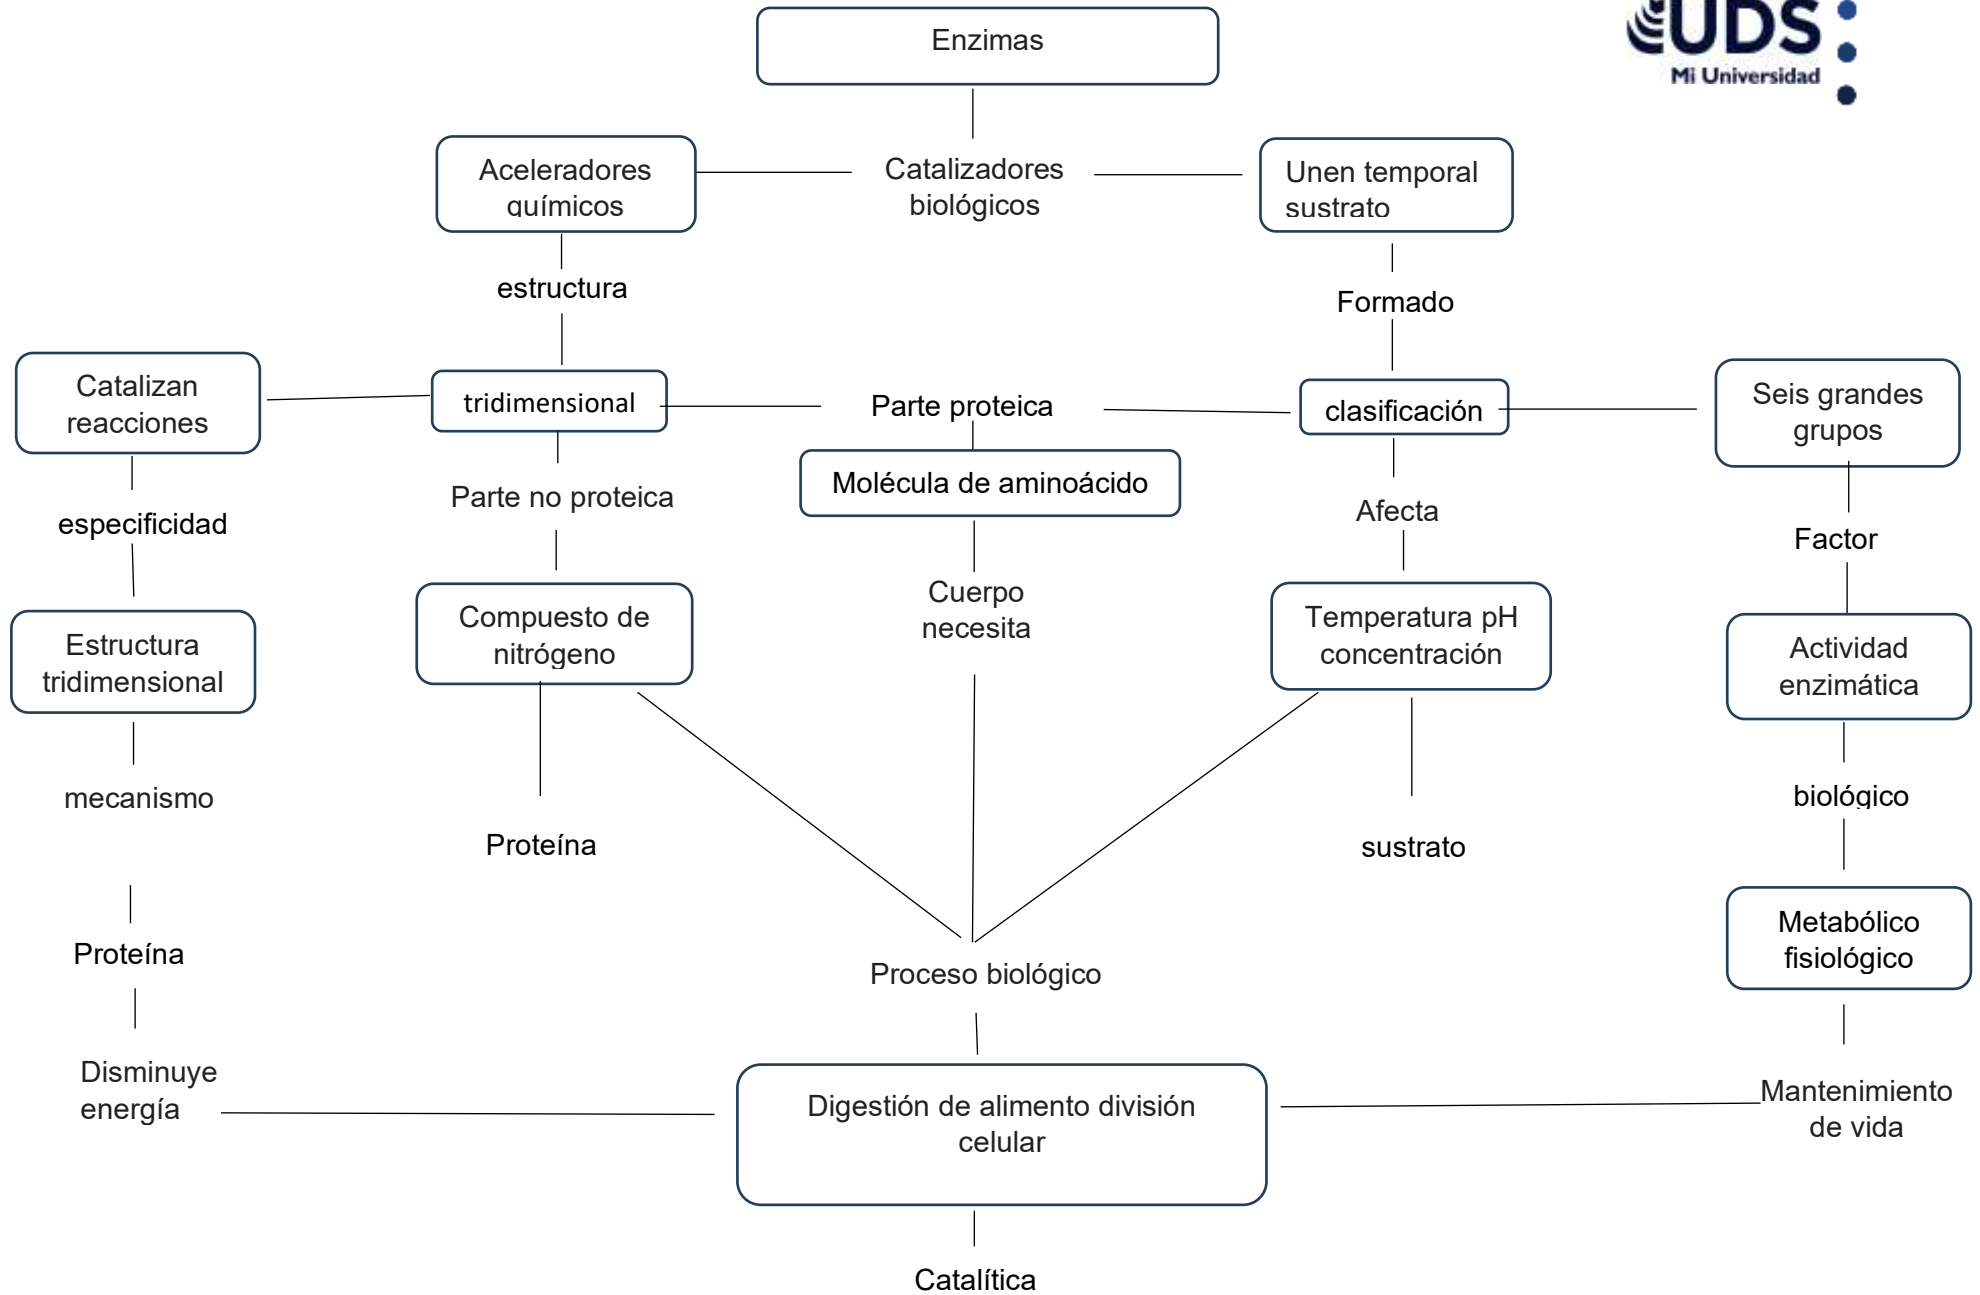 UDS
Mi Universidad
Enzimas
Aceleradores
químicos
Catalizadores
biológicos
Unen temporal
sustrato
estructura
Formado
Catalizan
reacciones
tridimensional
Parte proteica
clasificación
Seis grandes
grupos
Parte no proteica
Molécula de aminoácido
Afecta
especificidad
Factor
Compuesto de
nitrógeno
Cuerpo
necesita
Temperatura pH
concentración
Estructura
tridimensional
Actividad
enzimática
mecanismo
biológico
Proteína
sustrato
Proteína
Proceso biológico
Metabólico
fisiológico
Disminuye
energía
Digestión de alimento división
celular
Mantenimiento
de vida
Catalítica